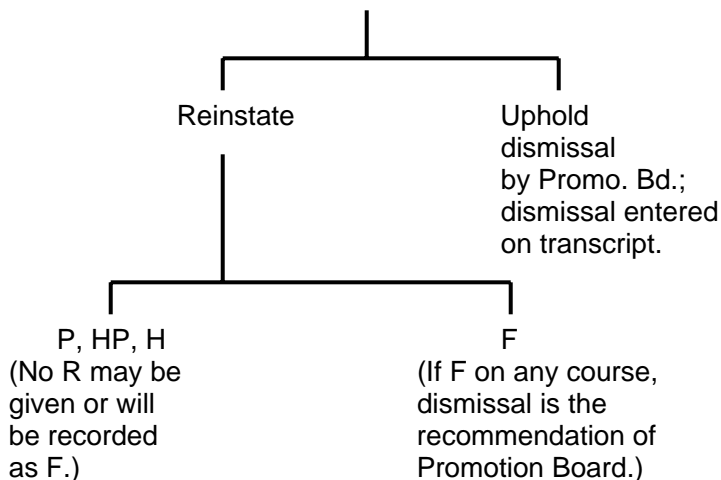 Reinstate
Uphold
dismissal
by Promo. Bd.;
dismissal entered
on transcript.
P, HP, H
(No R may be
given or will
be recorded
as F.)
F
(If F on any course,
dismissal is the
recommendation of
Promotion Board.)